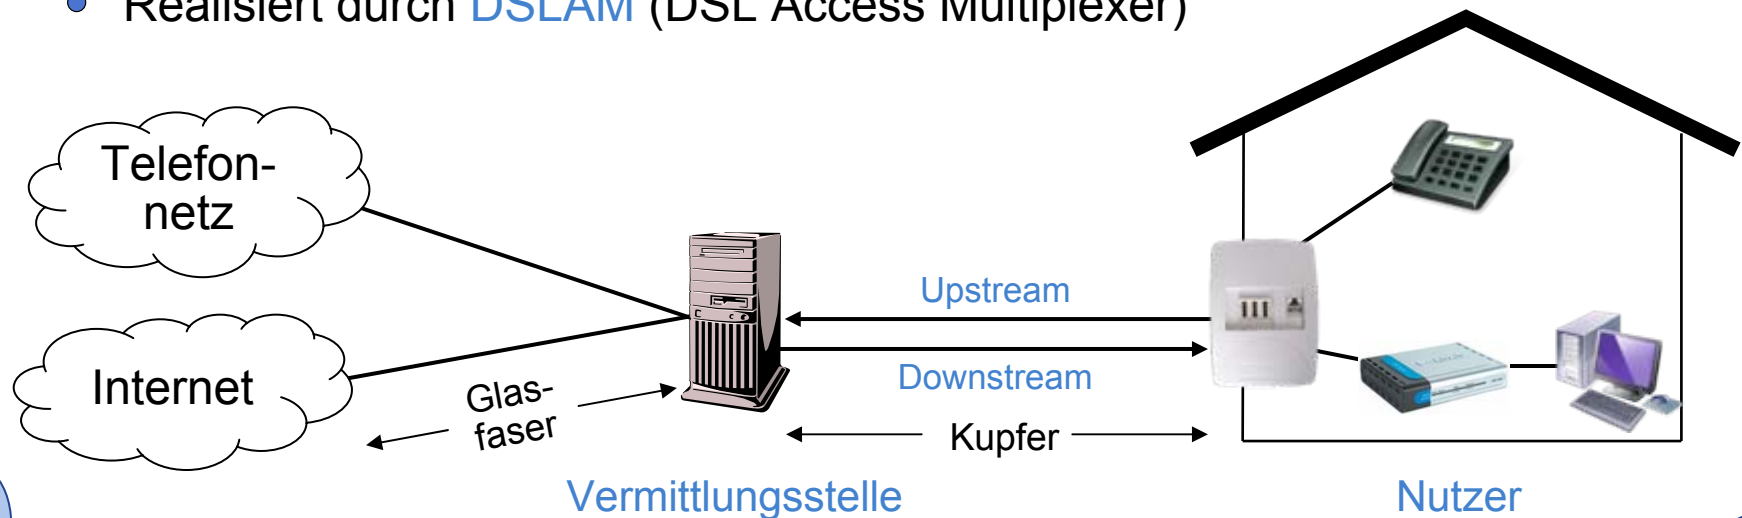 Realisiert durch DSLAM (DSL Access Multiplexer)
Telefon-
netz
Internet
Glas-
faser
Upstream
Downstream
Kupfer
Vermittlungsstelle
Nutzer